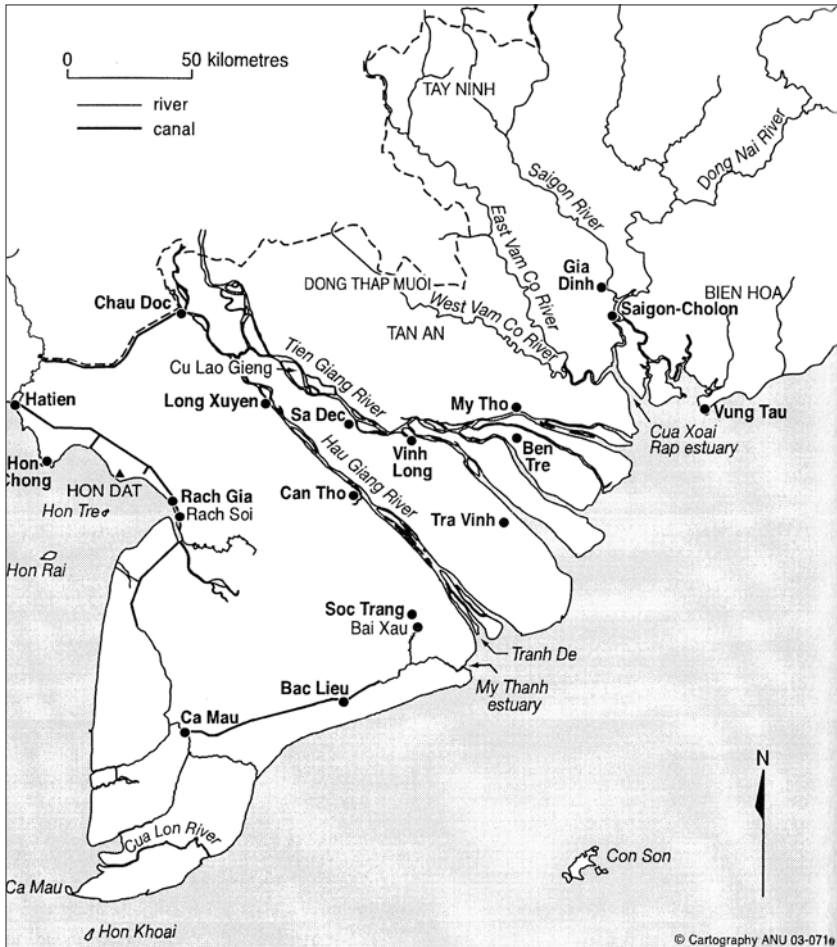 0
50 kilometres
river
canal
TAY NINH
Saigon River
Dong Nai River
East Vam Co River
Gia
Dinh
BIEN HOA
DONG THAP MUOI
West Vam Co River
Saigon-Cholon
Chau Doc
TAN AN
Tien Giang River
Cu Lao Gieng
Hatien
Long Xuyen
Sa Dec
My Tho
Vung Tau
Cua Xoai
Rap estuary
Vinh
Long
Ben
Tre
Hon
Chong
HON DAT
Hau Giang River
Rach Gia
Can Tho
Hon Tre
Rach Soi
Tra Vinh
Hon Rai
Soc Trang
Bai Xau
Tranh De
Bac Lieu
My Thanh
estuary
Ca Mau
N
Cua Lon River
Con Son
Ca Mau
Hon Khoai
© Cartography ANU 03-071